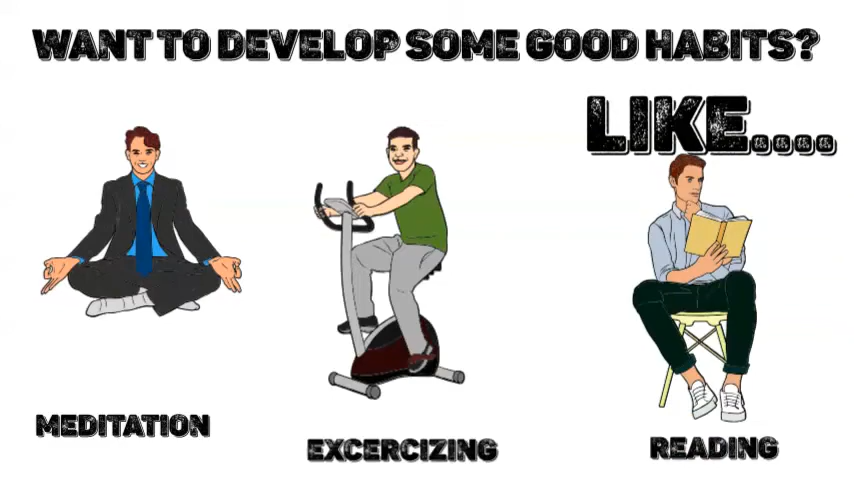 WANT TO DEVELOP SOME GOOD HABITS?
LIKE....
MEDITATION
EXCERCIZING
READING